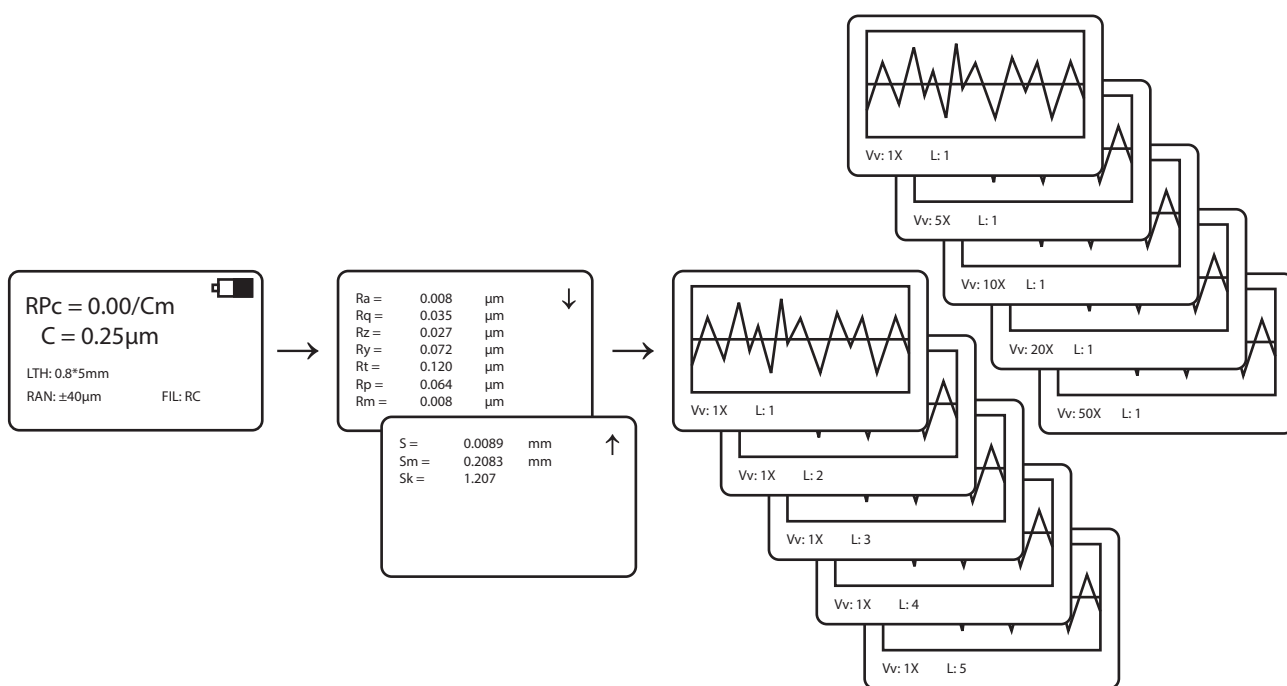 RPc = 0.00/Cm
C = 0.25µm
LTH: 0.8*5mm
RAN: ±40µm FIL: RC
→
Ra = 0.008 µm ↓
Rq = 0.035 µm
Rz = 0.027 µm
Ry = 0.072 µm
Rt = 0.120 µm
Rp = 0.064 µm
Rm = 0.008 µm
S = 0.0089 mm ↑
Sm = 0.2083 mm
Sk = 1.207
→
Vv: 1X L: 1
Vv: 1X L: 2
Vv: 1X L: 3
Vv: 1X L: 4
Vv: 1X L: 5
Vv: 1X L: 1
Vv: 5X L: 1
Vv: 10X L: 1
Vv: 20X L: 1
Vv: 50X L: 1